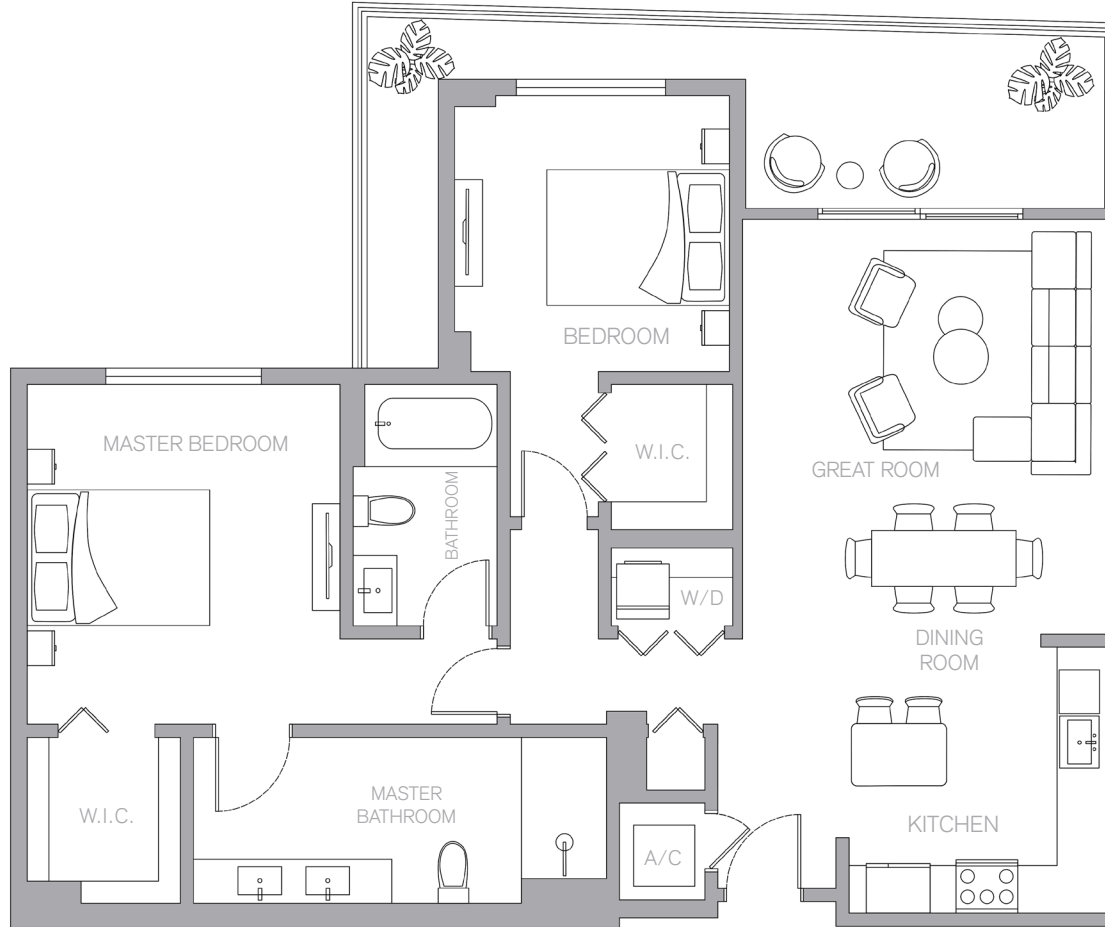 BEDROOM
MASTER BEDROOM
W.I.C.
GREAT ROOM
BATHROOM
W/D
DINING
ROOM
MASTER
BATHROOM
W.I.C.
KITCHEN
A/C